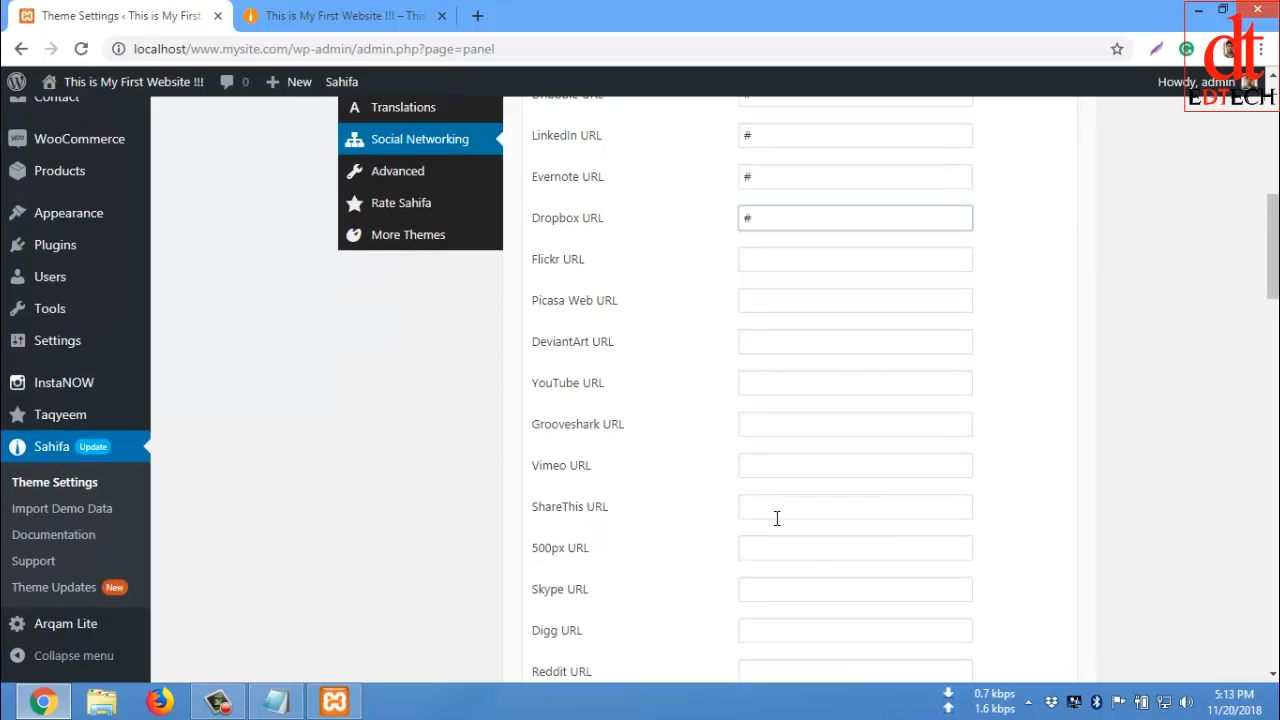 Theme Settings ‹ This is My First
This is My First Website !!! – This
localhost/www.mysite.com/wp-admin/admin.php?page=panel
This is My First Website !!!
0
New
Sahifa
Howdy, admin
dt
EDTECH
Contact
WooCommerce
Products
Appearance
Plugins
Users
Tools
Settings
InstaNOW
Taqyeem
Sahifa Update
Theme Settings
Import Demo Data
Documentation
Support
Theme Updates New
Arqam Lite
Collapse menu
Translations
Social Networking
Advanced
Rate Sahifa
More Themes
Dribbble URL #
LinkedIn URL #
Evernote URL #
Dropbox URL #
Flickr URL
Picasa Web URL
DeviantArt URL
YouTube URL
Grooveshark URL
Vimeo URL
ShareThis URL
500px URL
Skype URL
Digg URL
Reddit URL
0.7 kbps
1.6 kbps
5:13 PM
11/20/2018